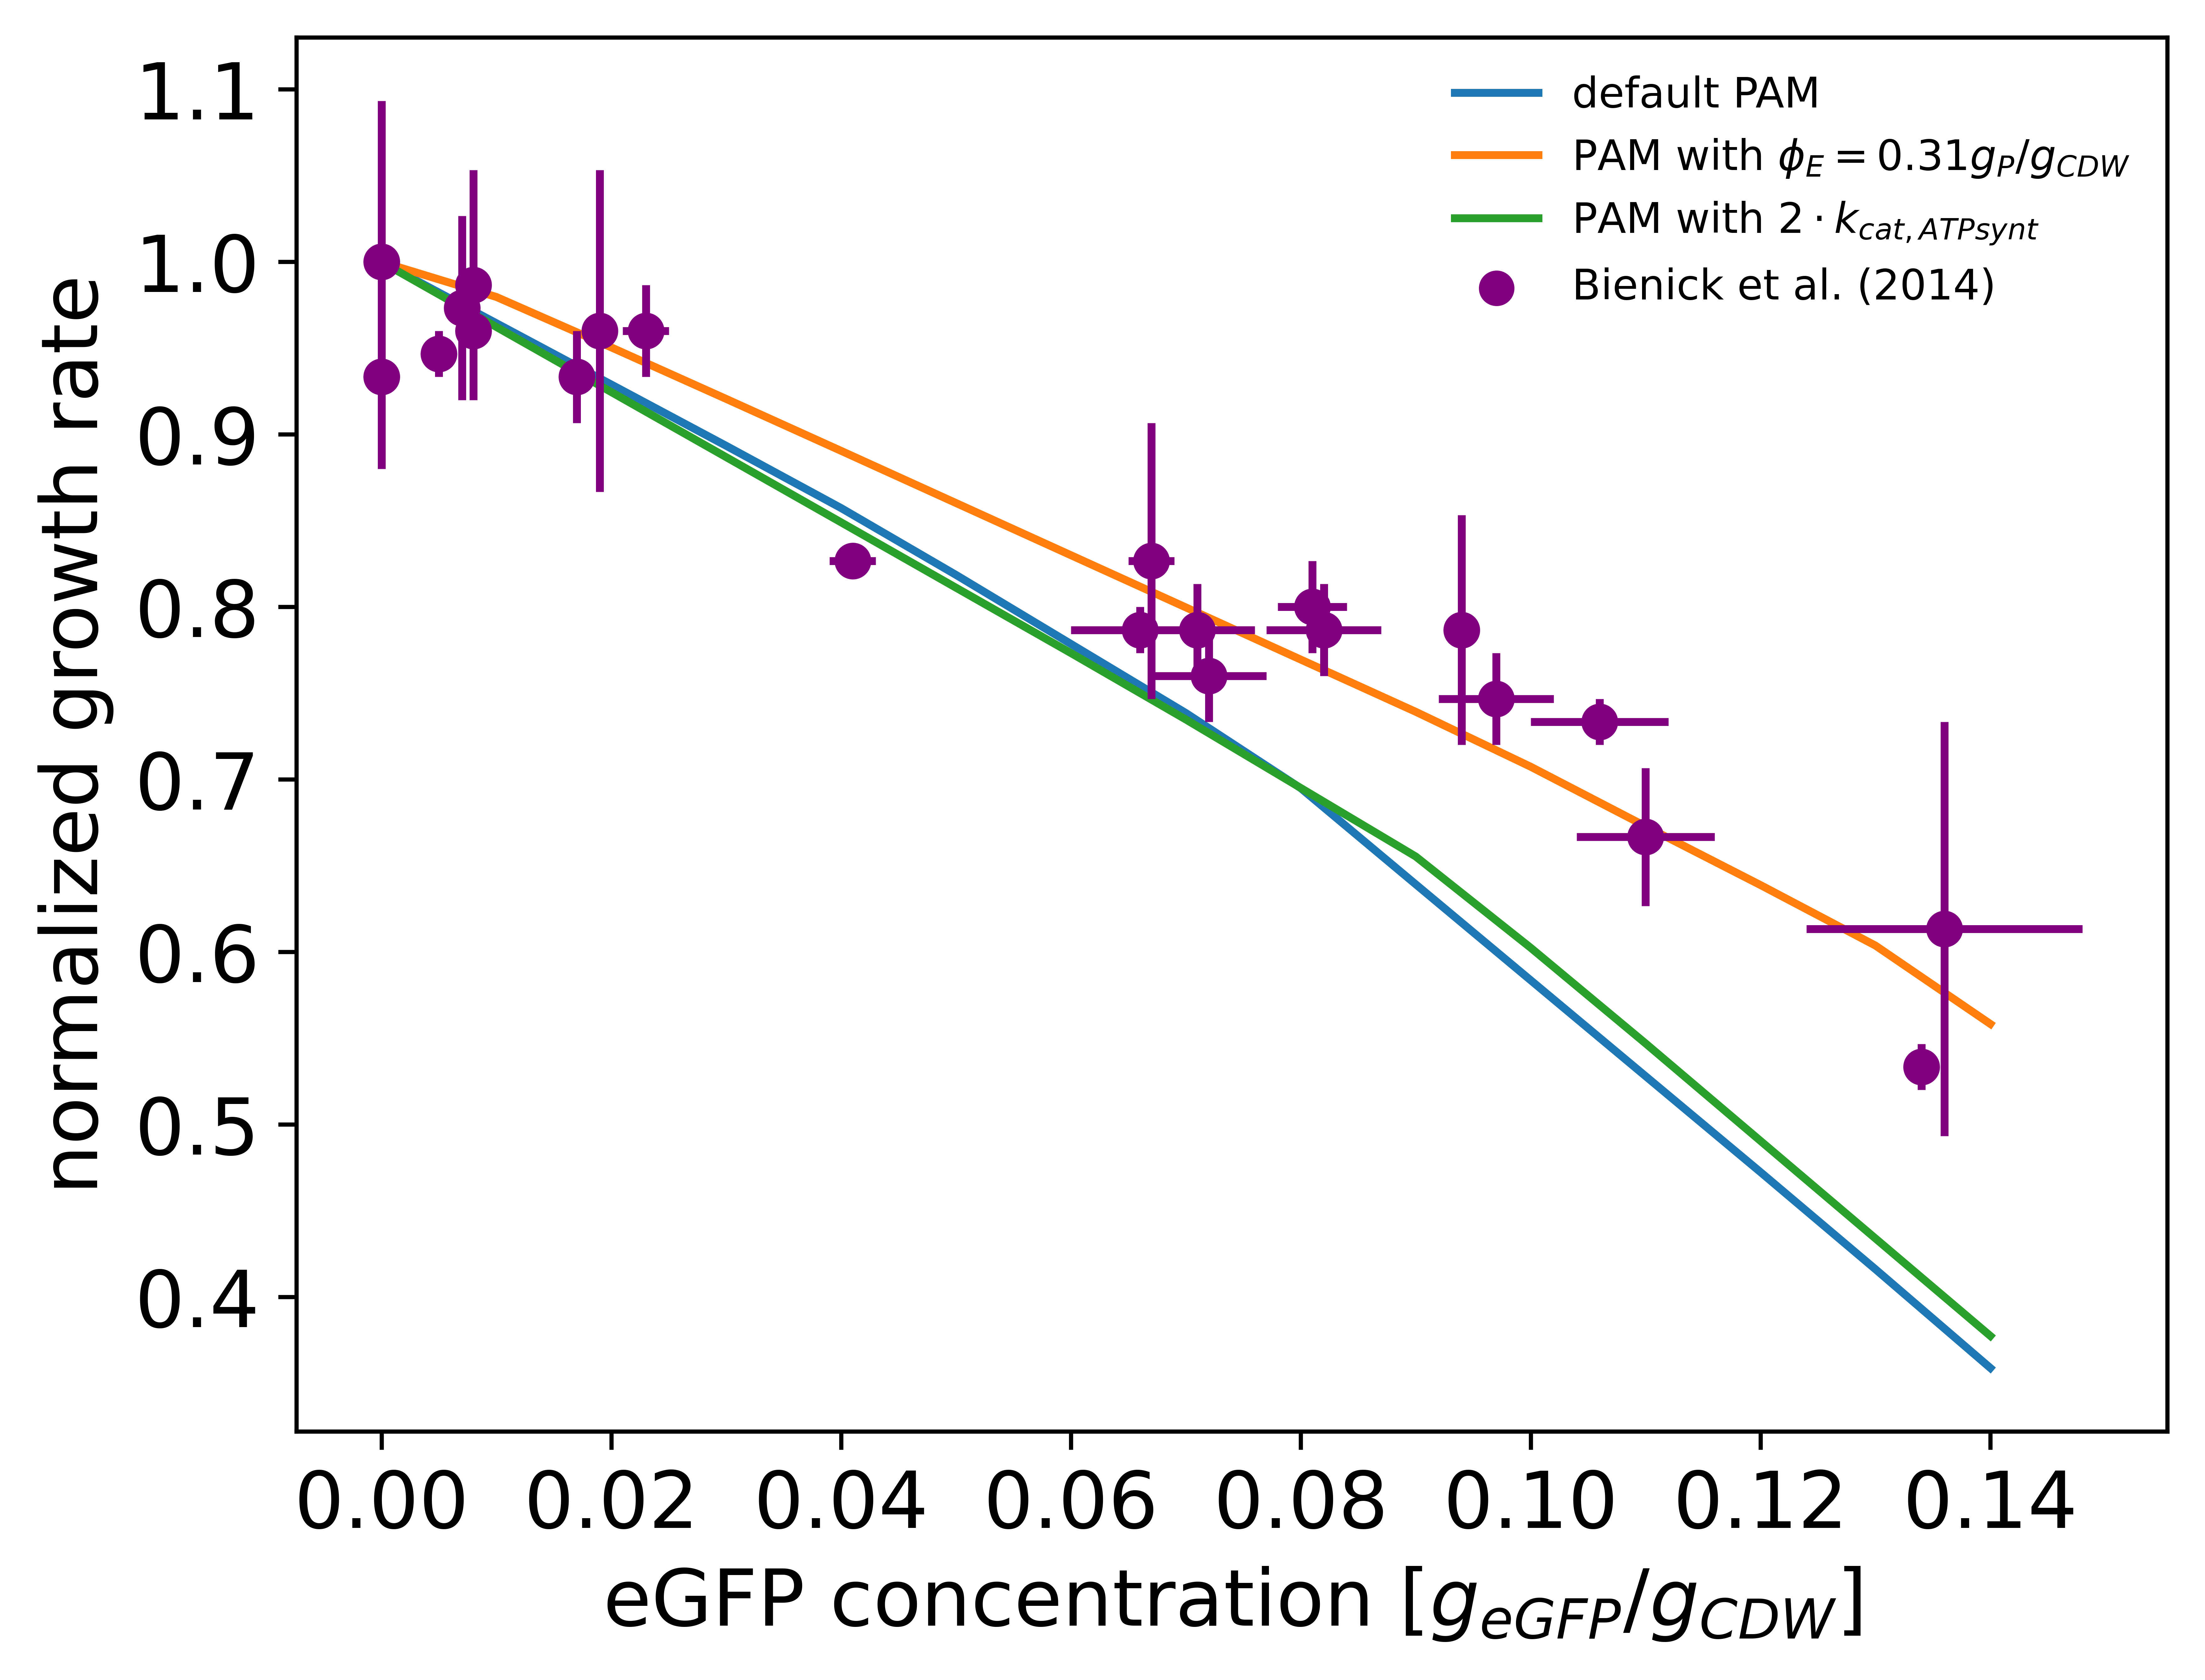 1.1
1.0
0.9
0.8
0.7
0.6
0.5
0.4
normalized growth rate
default PAM
PAM with ϕ_E = 0.31g_P/g_CDW
PAM with 2 · k_cat,ATPsynt
Bienick et al. (2014)
0.00 0.02 0.04 0.06 0.08 0.10 0.12 0.14
eGFP concentration [g_eGFP/g_CDW]